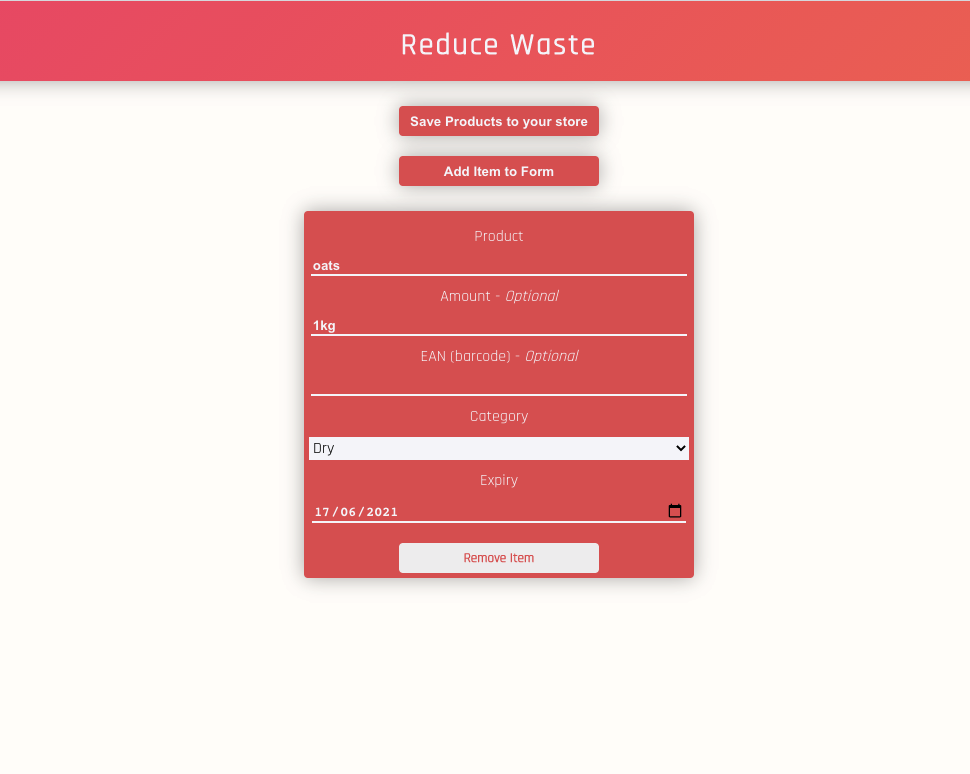 Reduce Waste
Save Products to your store
Add Item to Form
Product
oats
Amount - Optional
1kg
EAN (barcode) - Optional
Category
Dry
Expiry
17/06/2021
Remove Item